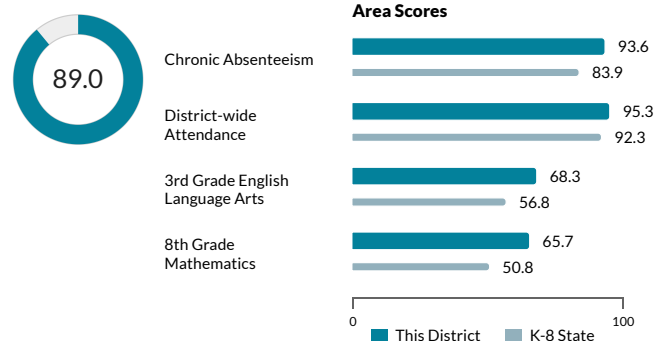 Area Scores
89.0
Chronic Absenteeism
93.6
83.9
District-wide
Attendance
95.3
92.3
3rd Grade English
Language Arts
68.3
56.8
8th Grade
Mathematics
65.7
50.8
0
100
This District
K-8 State